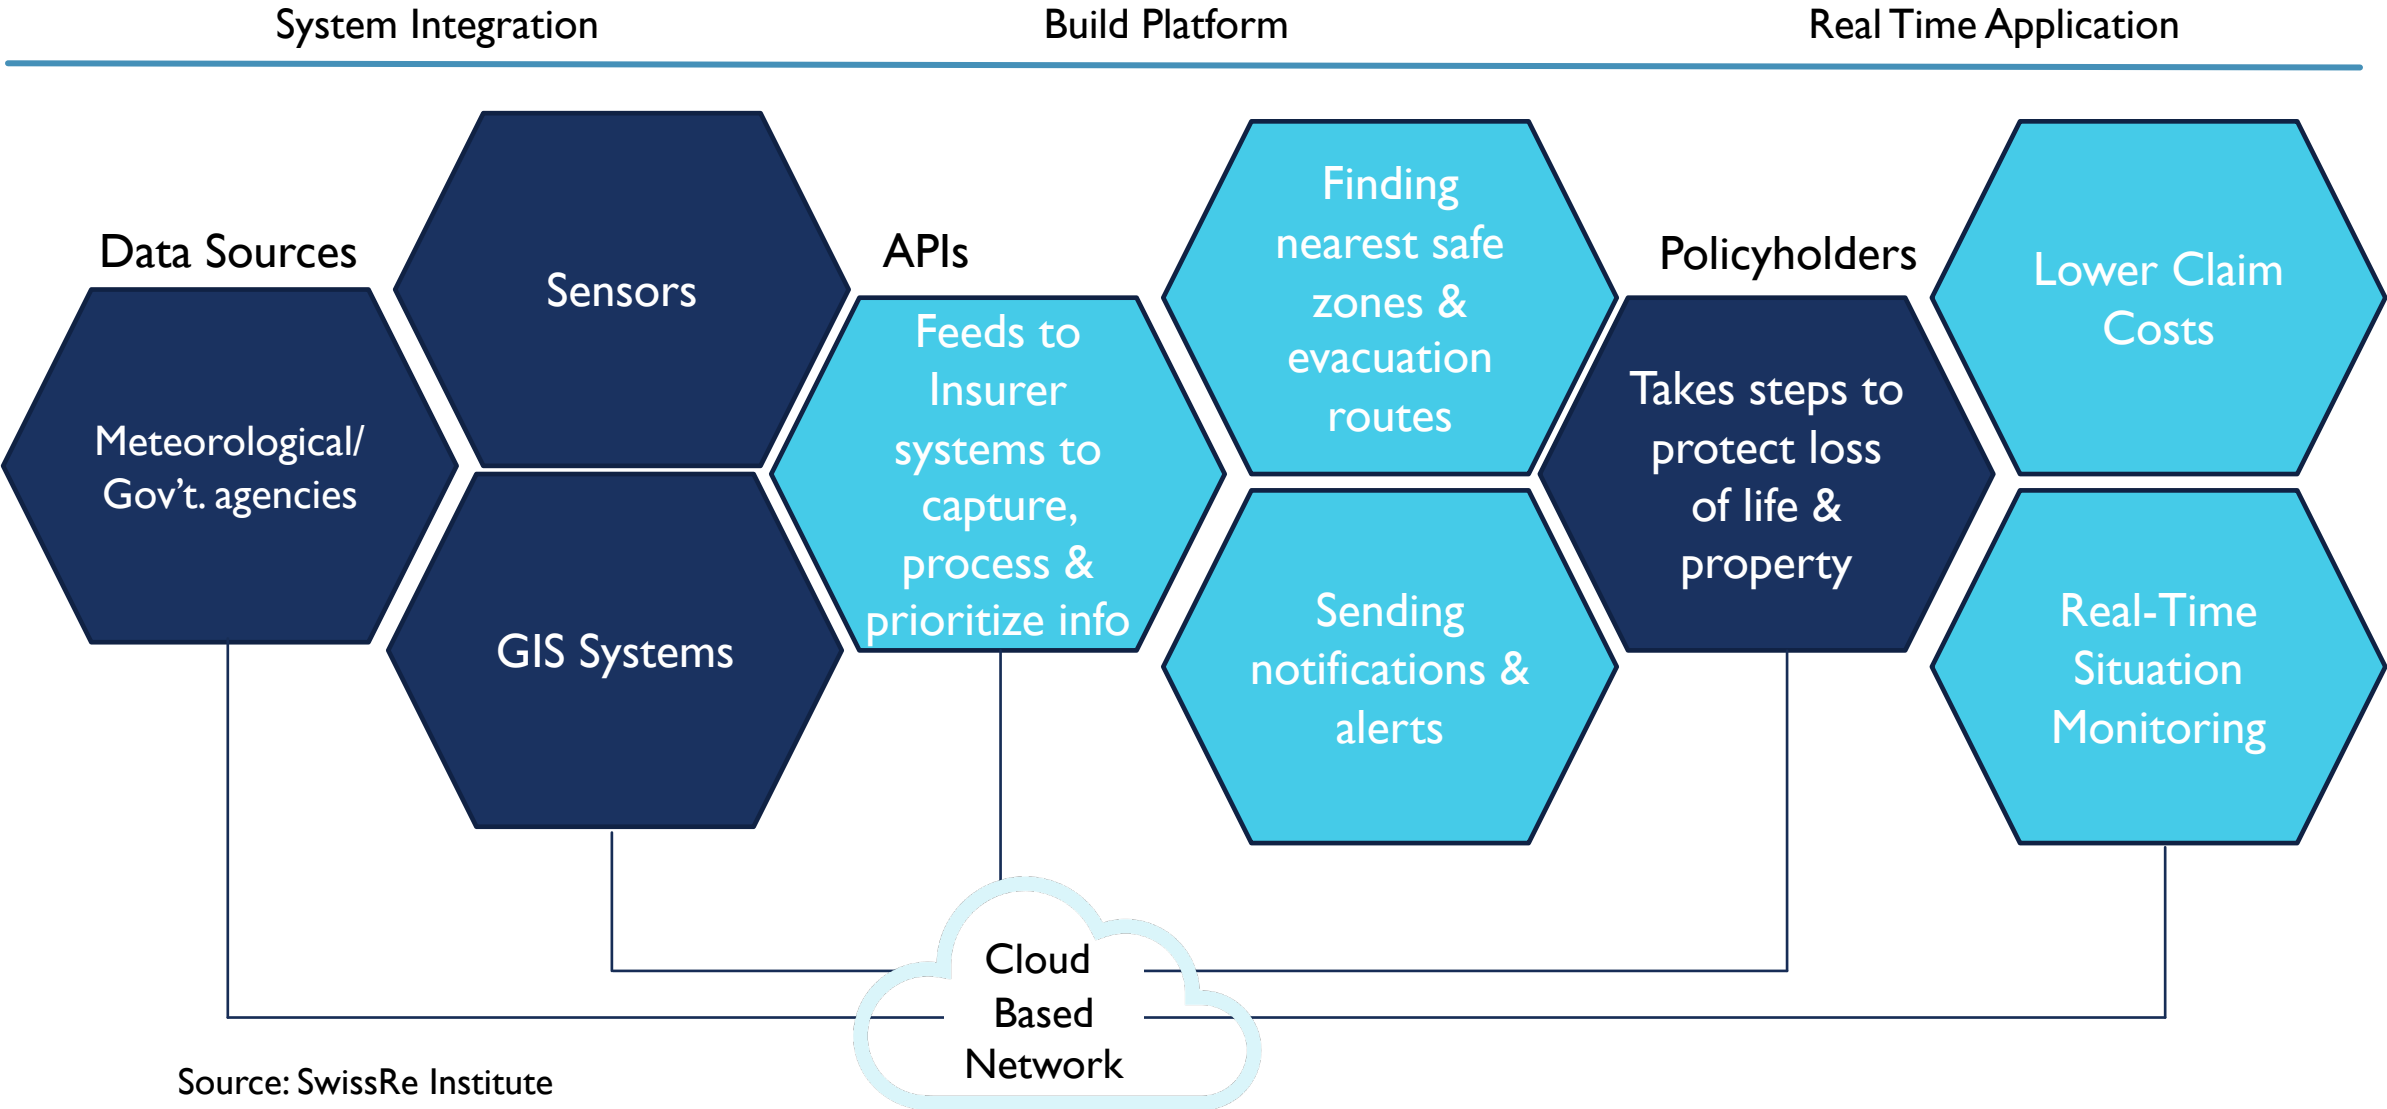 System Integration
Build Platform
Real Time Application
Data Sources
Meteorological/
Gov’t. agencies
Sensors
GIS Systems
APIs
Feeds to
Insurer
systems to
capture,
process &
prioritize info
Finding
nearest safe
zones &
evacuation
routes
Sending
notifications &
alerts
Policyholders
Takes steps to
protect loss
of life &
property
Lower Claim
Costs
Real-Time
Situation
Monitoring
Cloud
Based
Network
Source: SwissRe Institute